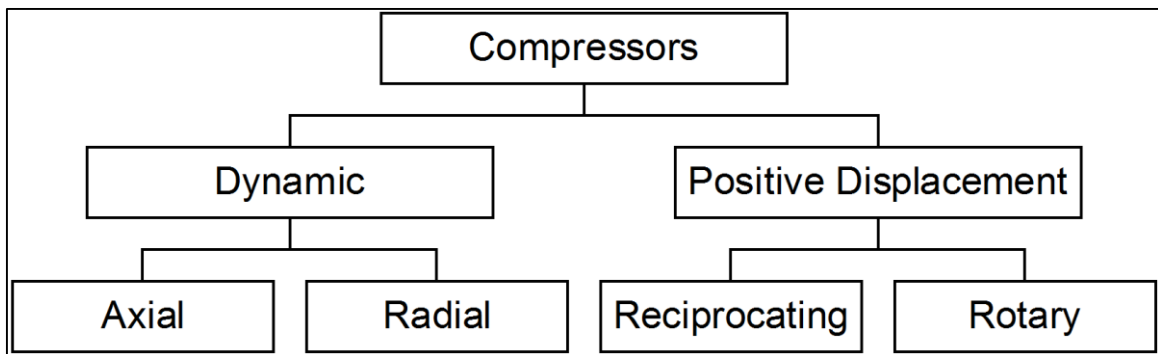 Compressors
Dynamic
Positive Displacement
Axial
Radial
Reciprocating
Rotary